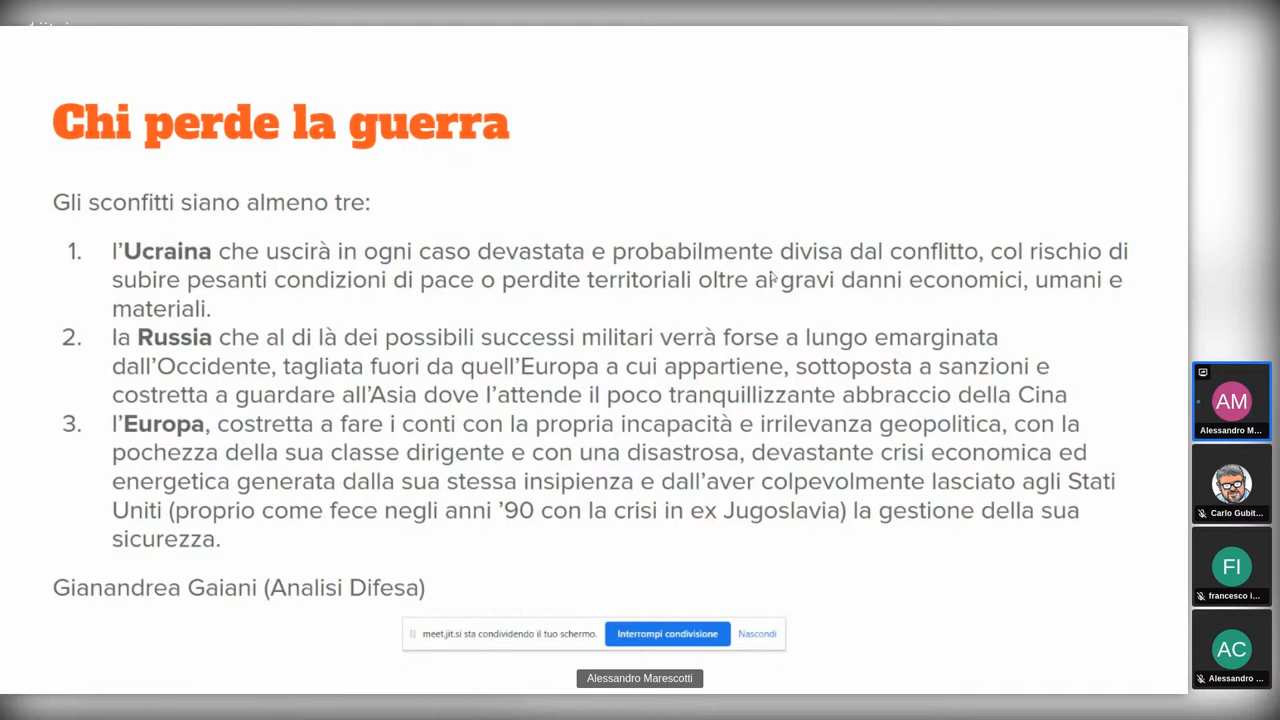 Chi perde la guerra
Gli sconfitti siano almeno tre:
1. l'Ucraina che uscirà in ogni caso devastata e probabilmente divisa dal conflitto, col rischio di
subire pesanti condizioni di pace o perdite territoriali oltre ai gravi danni economici, umani e
materiali.
2. la Russia che al di là dei possibili successi militari verrà forse a lungo emarginata
dall'Occidente, tagliata fuori da quell'Europa a cui appartiene, sottoposta a sanzioni e
costretta a guardare all'Asia dove l'attende il poco tranquillizzante abbraccio della Cina
3. l'Europa, costretta a fare i conti con la propria incapacità e irrilevanza geopolitica, con la
pochezza della sua classe dirigente e con una disastrosa, devastante crisi economica ed
energetica generata dalla sua stessa insipienza e dall'aver colpevolmente lasciato agli Stati
Uniti (proprio come fece negli anni '90 con la crisi in ex Jugoslavia) la gestione della sua
sicurezza.
Gianandrea Gaiani (Analisi Difesa)
meet.jit.si sta condividendo il tuo schermo. Interrompi condivisione Nascondi
Alessandro Marescotti
AM
Alessandro M...
Carlo Gubit...
FI
francesco i...
AC
Alessandro ...